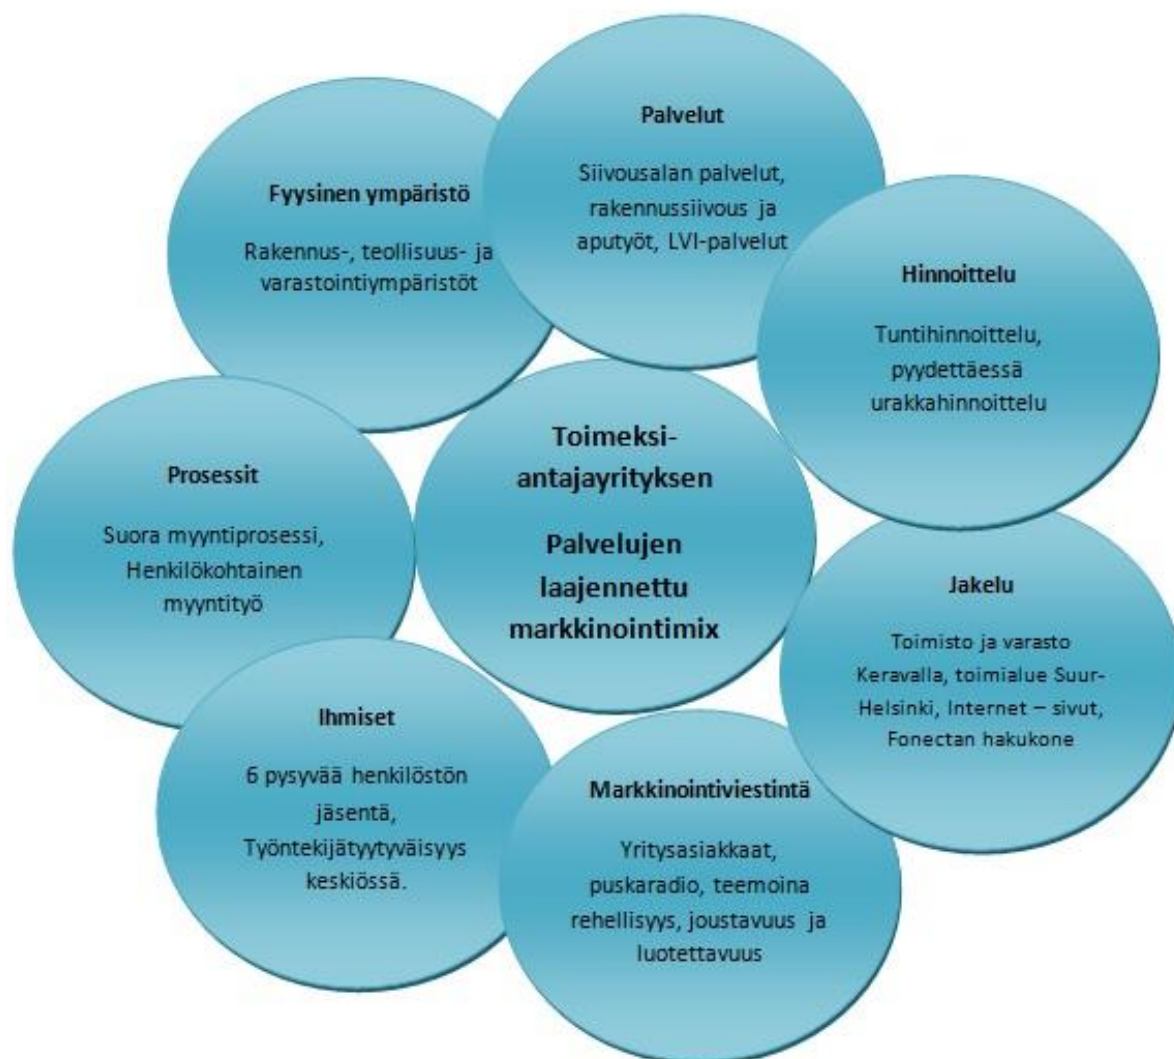 Palvelut
Siivousalan palvelut,
rakennussiivous ja
aputyöt, LVI-palvelut
Hinnoittelu
Tuntihinnoittelu,
pyydettäessä
urakkahinnoittelu
Jakelu
Toimisto ja varasto
Keravalla, toimialue Suur-
Helsinki, Internet – sivut,
Fonectan hakukone
Markkinointiviestintä
Yritysasiakkaat,
puskaradio, teemoina
rehellisyys, joustavuus ja
luotettavuus
Ihmiset
6 pysyvää henkilöstön
jäsentä,
Työntekijätyytyväisyys
keskiössä.
Prosessit
Suora myyntiprosessi,
Henkilökohtainen
myyntityö
Fyysinen ympäristö
Rakennus-, teollisuus- ja
varastointiympäristöt
Toimeksi-
antajayrityksen
Palvelujen
laajennettu
markkinointimix